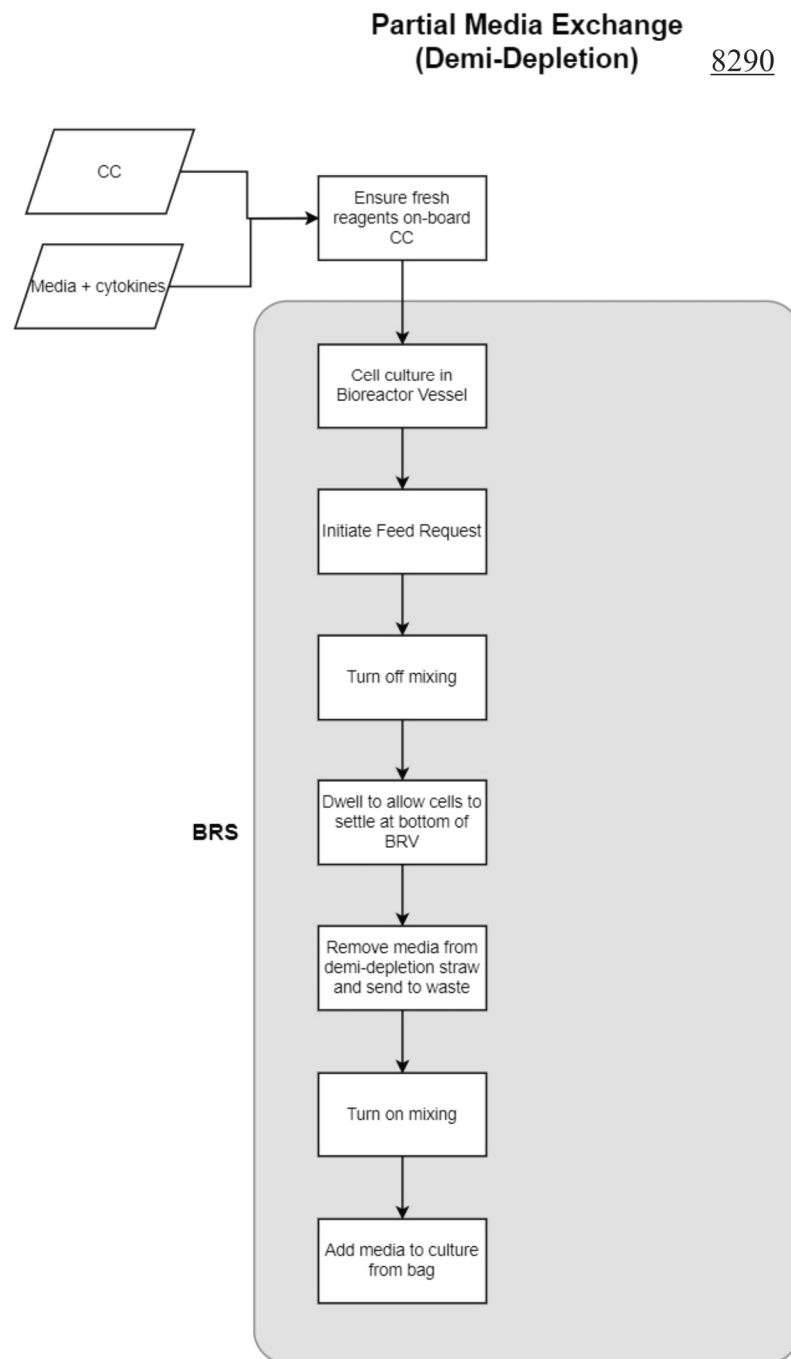 Partial Media Exchange
(Demi-Depletion)
8290
CC
Media + cytokines
Ensure fresh
reagents on-board
CC
Cell culture in
Bioreactor Vessel
Initiate Feed Request
Turn off mixing
Dwell to allow cells to
settle at bottom of
BRV
BRS
Remove media from
demi-depletion straw
and send to waste
Turn on mixing
Add media to culture
from bag